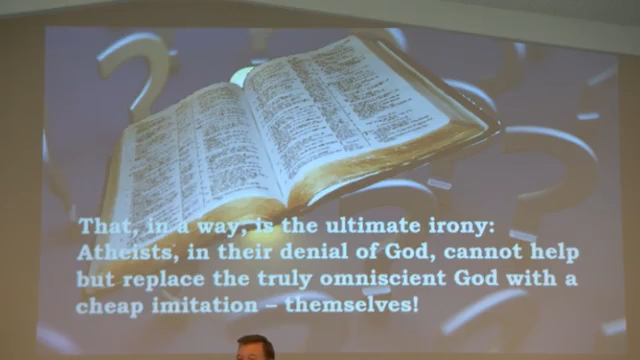 That, in a way, is the ultimate irony:
Atheists, in their denial of God, cannot help
but replace the truly omniscient God with a
cheap imitation – themselves!